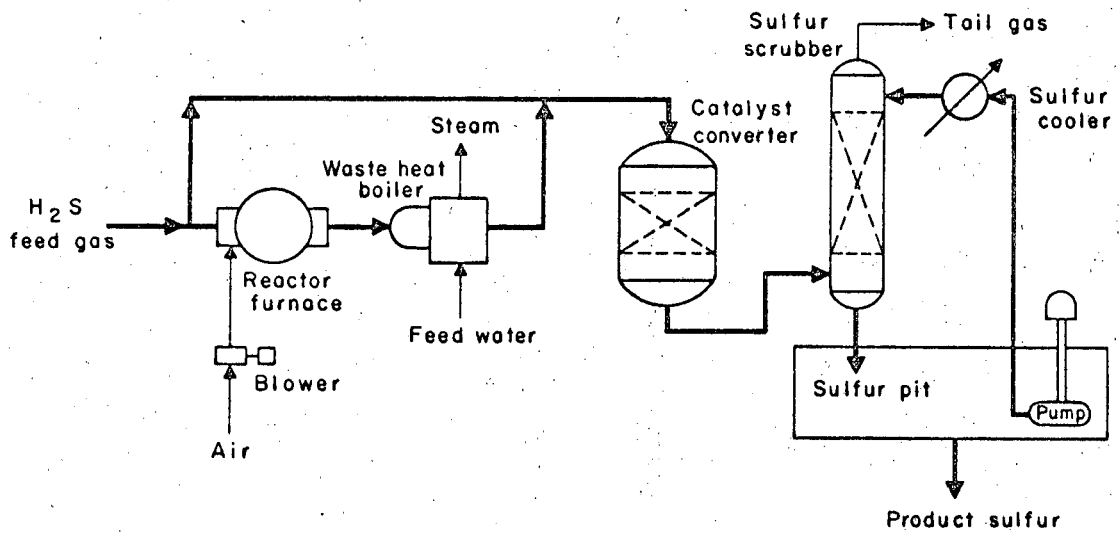 Sulfur
scrubber
Tail gas
Sulfur
cooler
Catalyst
converter
Steam
Waste heat
boiler
H2S
feed gas
Reactor
furnace
Feed water
Blower
Air
Sulfur pit
Pump
Product sulfur